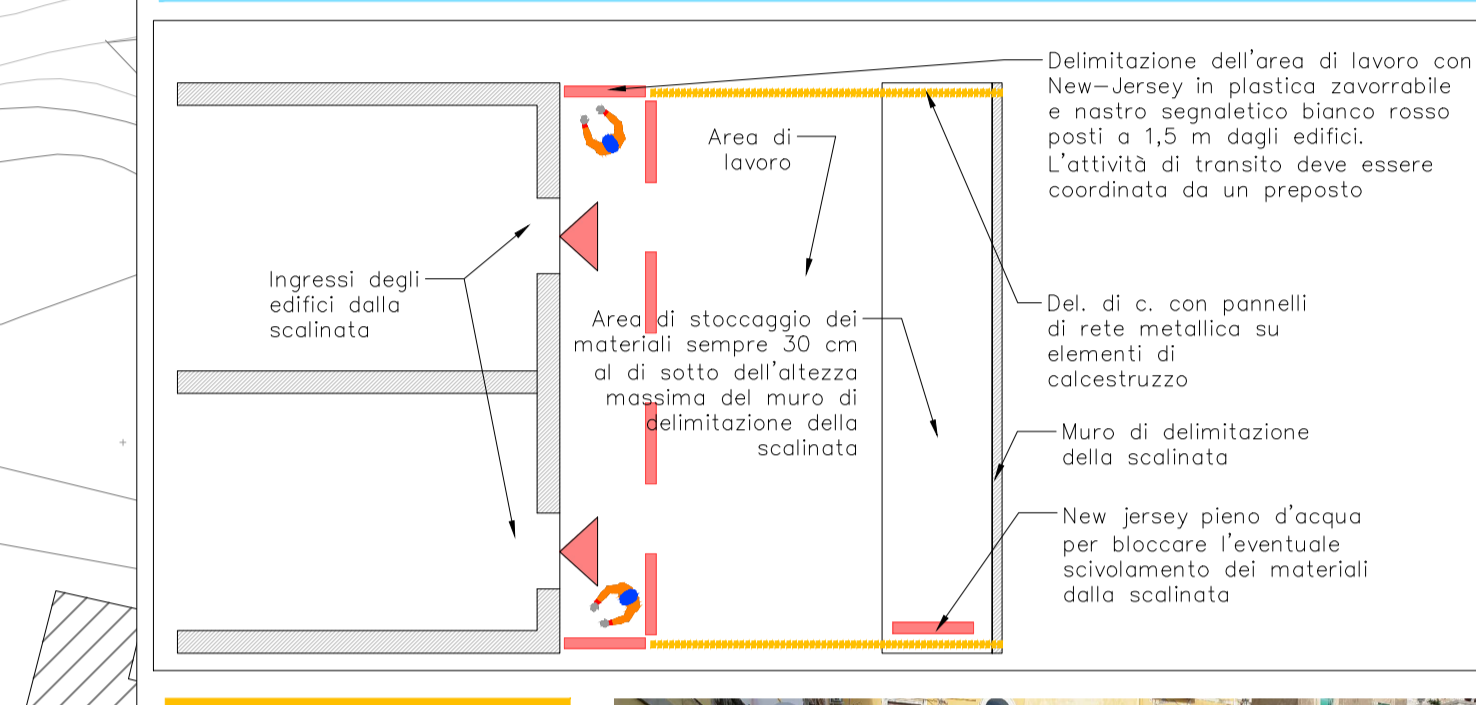 Delimitazione dell'area di lavoro con
New-Jersey in plastica zavorrabile
e nastro segnaletico bianco rosso
posti a 1,5 m dagli edifici.
L'attività di transito deve essere
coordinata da un preposto
Area di
lavoro
Ingressi degli
edifici dalla
scalinata
Area di stoccaggio dei
materiali sempre 30 cm
al di sotto dell'altezza
massima del muro di
delimitazione della
scalinata
Del. di c. con pannelli
di rete metallica su
elementi di
calcestruzzo
Muro di delimitazione
della scalinata
New jersey pieno d'acqua
per bloccare l'eventuale
scivolamento dei materiali
dalla scalinata